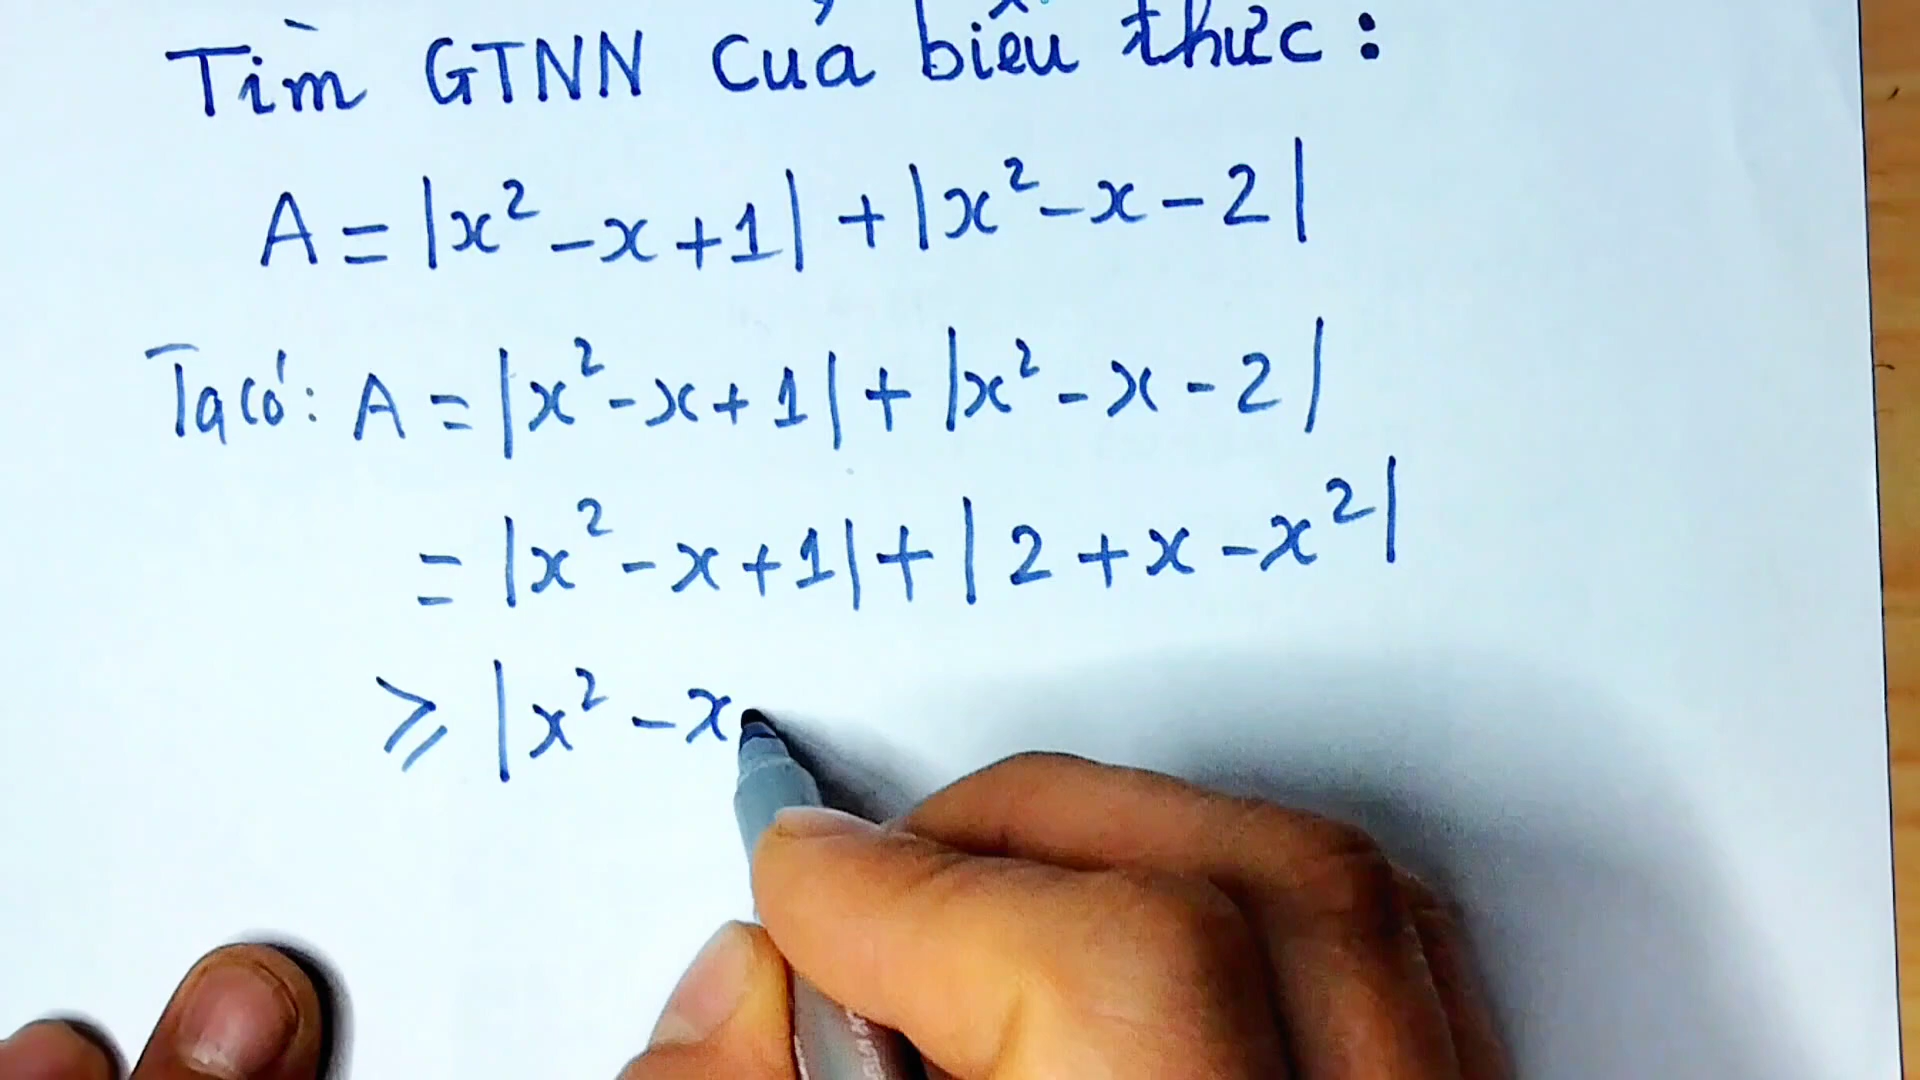 Tìm GTNN của biểu thức:
A = |x² - x + 1| + |x² - x - 2|
Ta có: A = |x² - x + 1| + |x² - x - 2|
= |x² - x + 1| + |2 + x - x²|
≥ |x² - x